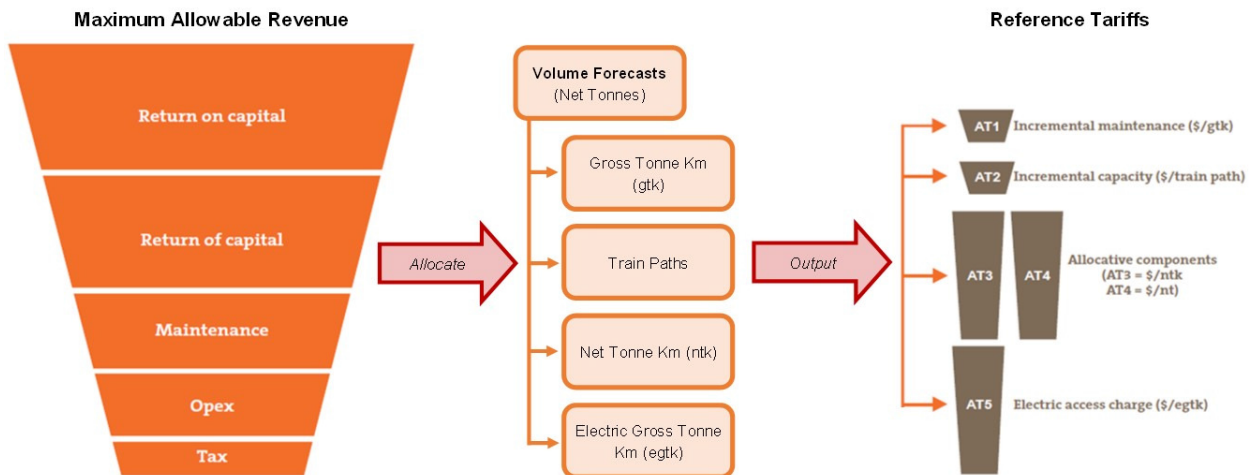 Maximum Allowable Revenue
Return on capital
Return of capital
Maintenance
Opex
Tax
Allocate
Volume Forecasts
(Net Tonnes)
Gross Tonne Km
(gtk)
Train Paths
Net Tonne Km (ntk)
Electric Gross Tonne
Km (egtk)
Output
Reference Tariffs
AT1 Incremental maintenance ($/gtk)
AT2 Incremental capacity ($/train path)
AT3
AT4
Allocative components
(AT3 = $/ntk
AT4 = $/nt)
AT5 Electric access charge ($/egtk)